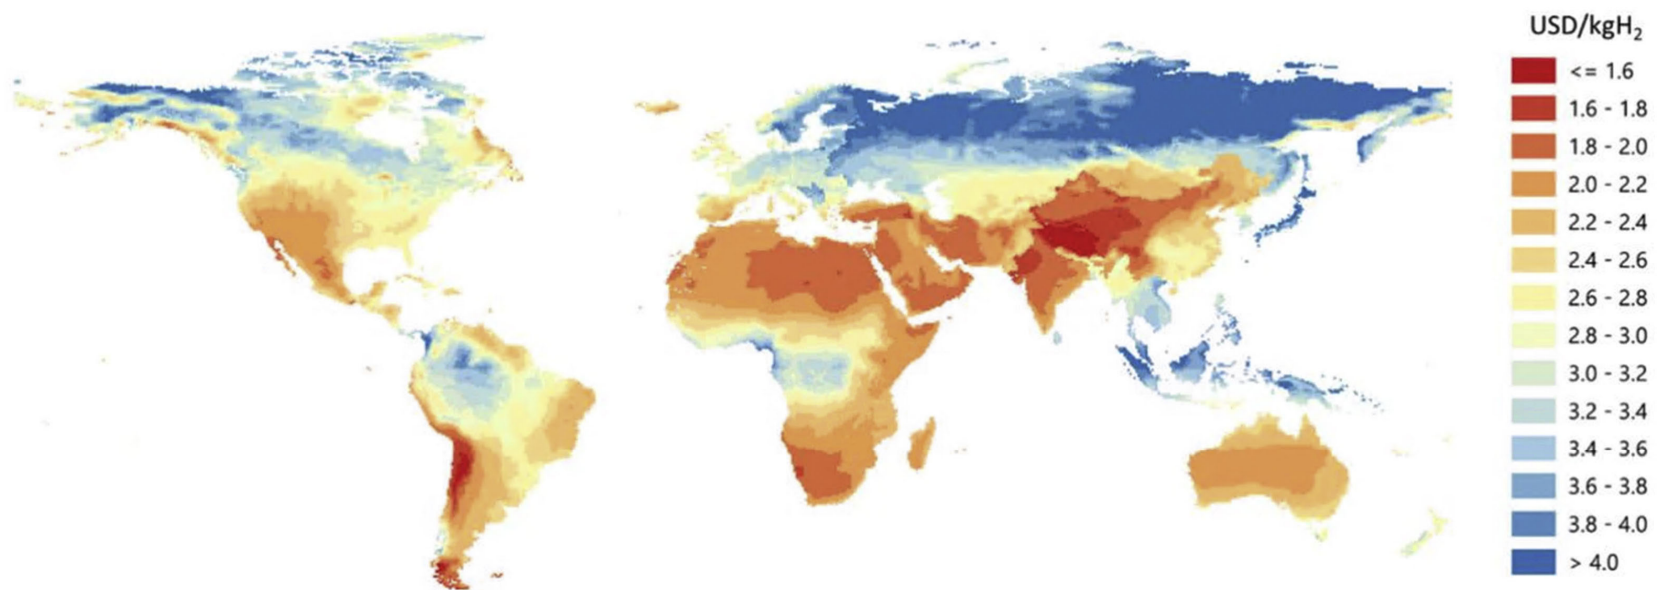 USD/kgH₂
<= 1.6
1.6 - 1.8
1.8 - 2.0
2.0 - 2.2
2.2 - 2.4
2.4 - 2.6
2.6 - 2.8
2.8 - 3.0
3.0 - 3.2
3.2 - 3.4
3.4 - 3.6
3.6 - 3.8
3.8 - 4.0
> 4.0